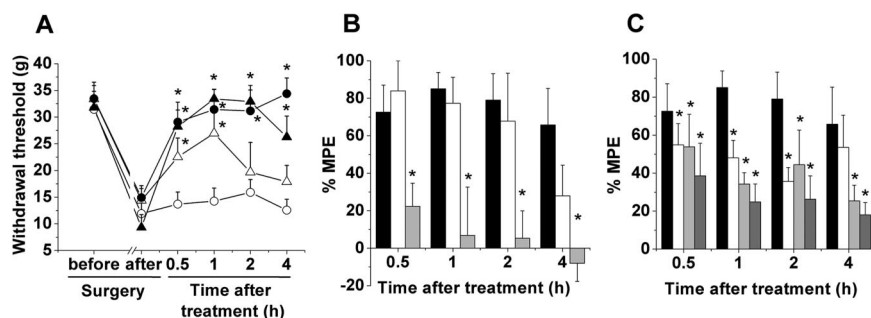 A
Withdrawal threshold (g)
40
35
30
25
20
15
10
5
0
* * * *
* * * *
* *
before after 0.5 1 2 4
Surgery
Time after treatment (h)
B
% MPE
100
80
60
40
20
0
-20
* * * *
0.5 1 2 4
Time after treatment (h)
C
% MPE
100
80
60
40
20
0
* * * * * * * * * * *
0.5 1 2 4
Time after treatment (h)